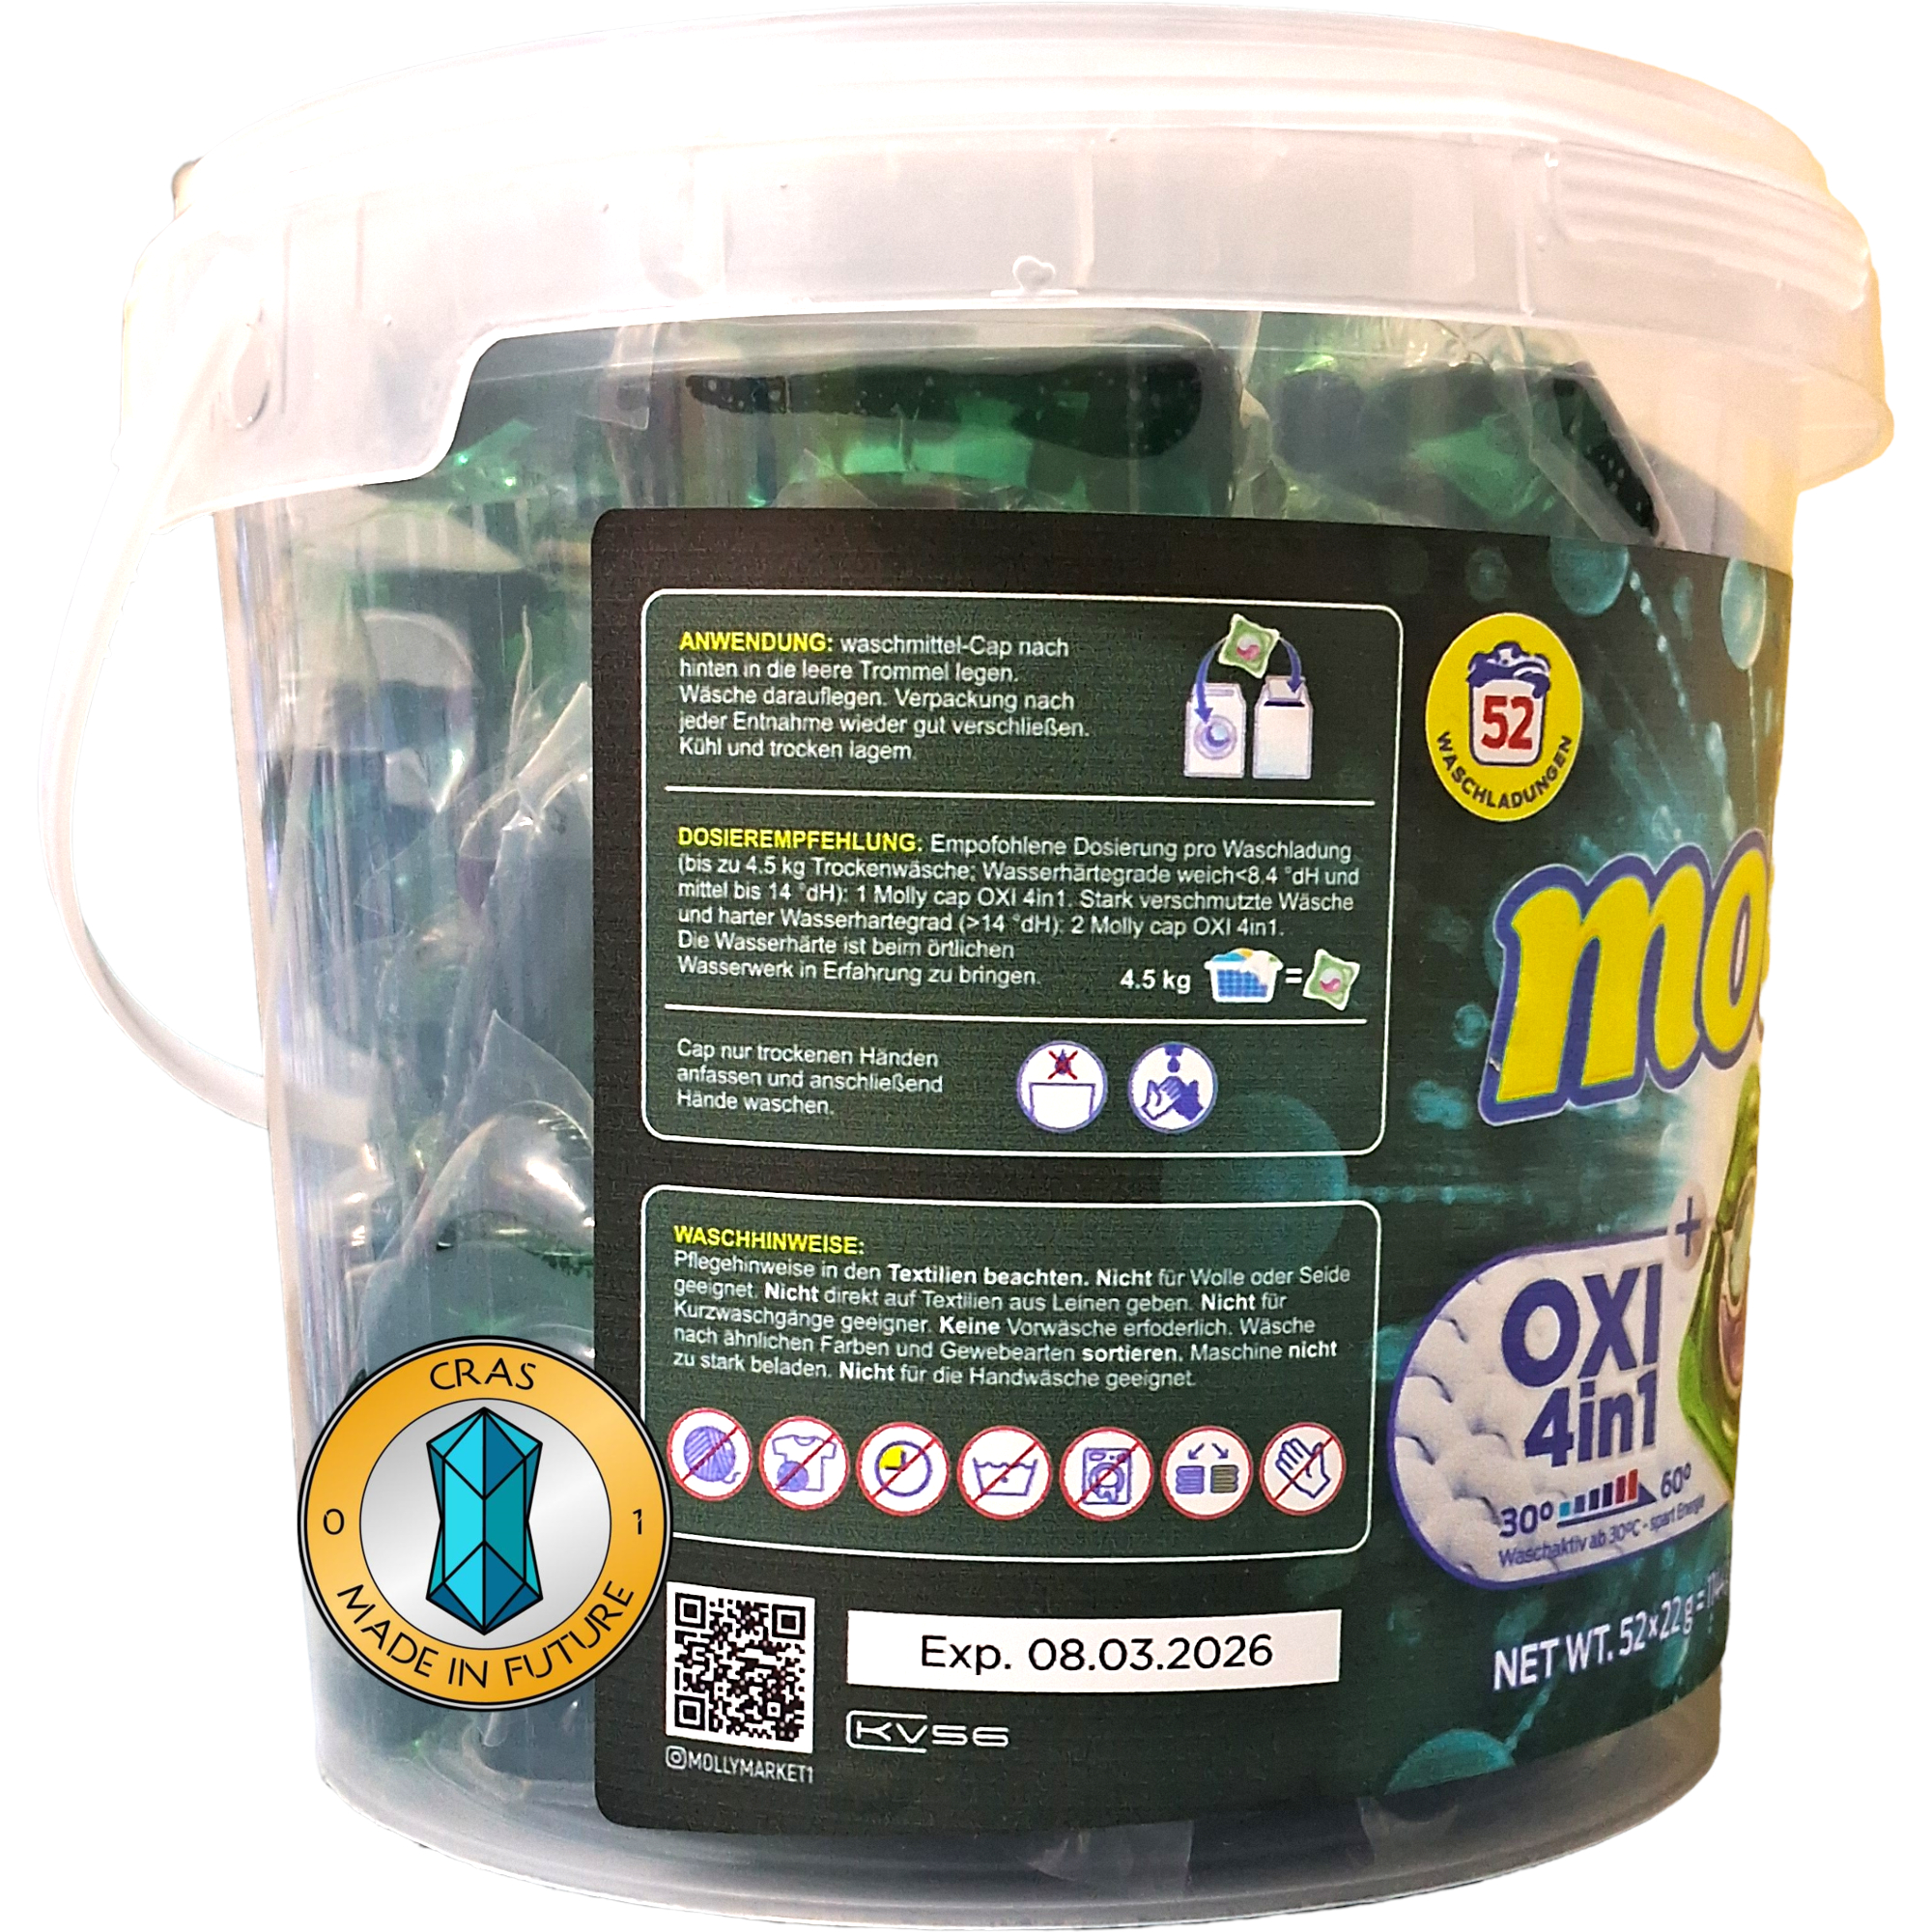 ANWENDUNG: waschmittel-Cap nach
hinten in die leere Trommel legen.
Wäsche darauflegen. Verpackung nach
jeder Entnahme wieder gut verschließen.
Kühl und trocken lagern.
DOSIEREMPFEHLUNG: Empofohlene Dosierung pro Waschladung
(bis zu 4.5 kg Trockenwäsche; Wasserhärtegrade weich<8.4 °dH und
mittel bis 14 °dH): 1 Molly cap OXI 4in1. Stark verschmutzte Wäsche
und harter Wasserhartegrad (>14 °dH): 2 Molly cap OXI 4in1.
Die Wasserhärte ist beim örtlichen
Wasserwerk in Erfahrung zu bringen.
4.5 kg =
Cap nur trockenen Händen
anfassen und anschließend
Hände waschen.
WASCHHINWEISE:
Pflegehinweise in den Textilien beachten. Nicht für Wolle oder Seide
geeignet. Nicht direkt auf Textilien aus Leinen geben. Nicht für
Kurzwaschgänge geeigner. Keine Vorwäsche erfoderlich. Wäsche
nach ähnlichen Farben und Gewebearten sortieren. Maschine nicht
zu stark beladen. Nicht für die Handwäsche geeignet.
Exp. 08.03.2026
KV56
MOLLYMARKET1
52
WASCHLADUNGEN
mo
OXI +
4in1
30° 60°
Waschaktiv ab 30°C - spart Energie
NET WT. 52x22g =
CRAS
0 1
MADE IN FUTURE